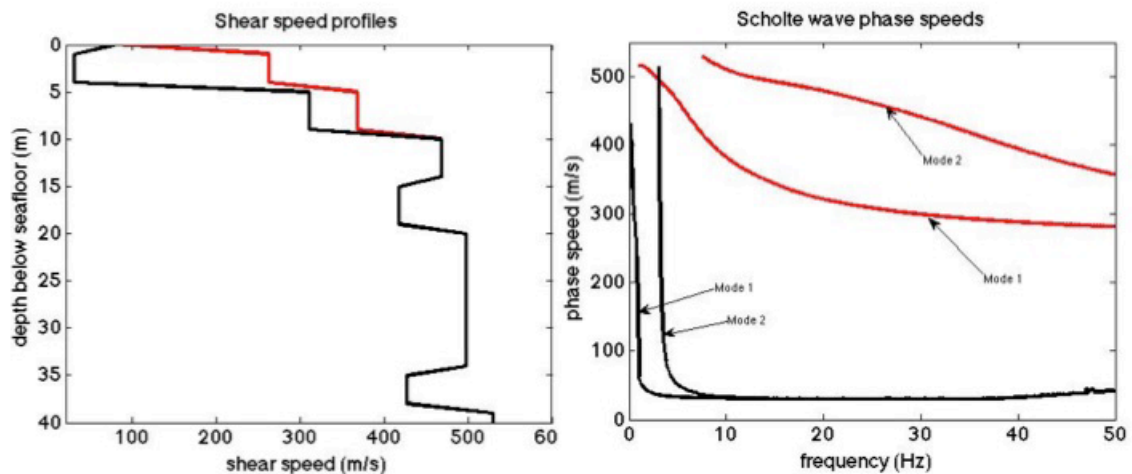 Shear speed profiles
0
5
10
15
20
25
30
35
40
depth below seafloor (m)
100 200 300 400 500 60
shear speed (m/s)
Scholte wave phase speeds
500
400
300
200
100
0
phase speed (m/s)
Mode 2
Mode 1
Mode 1
Mode 2
0 10 20 30 40 50
frequency (Hz)